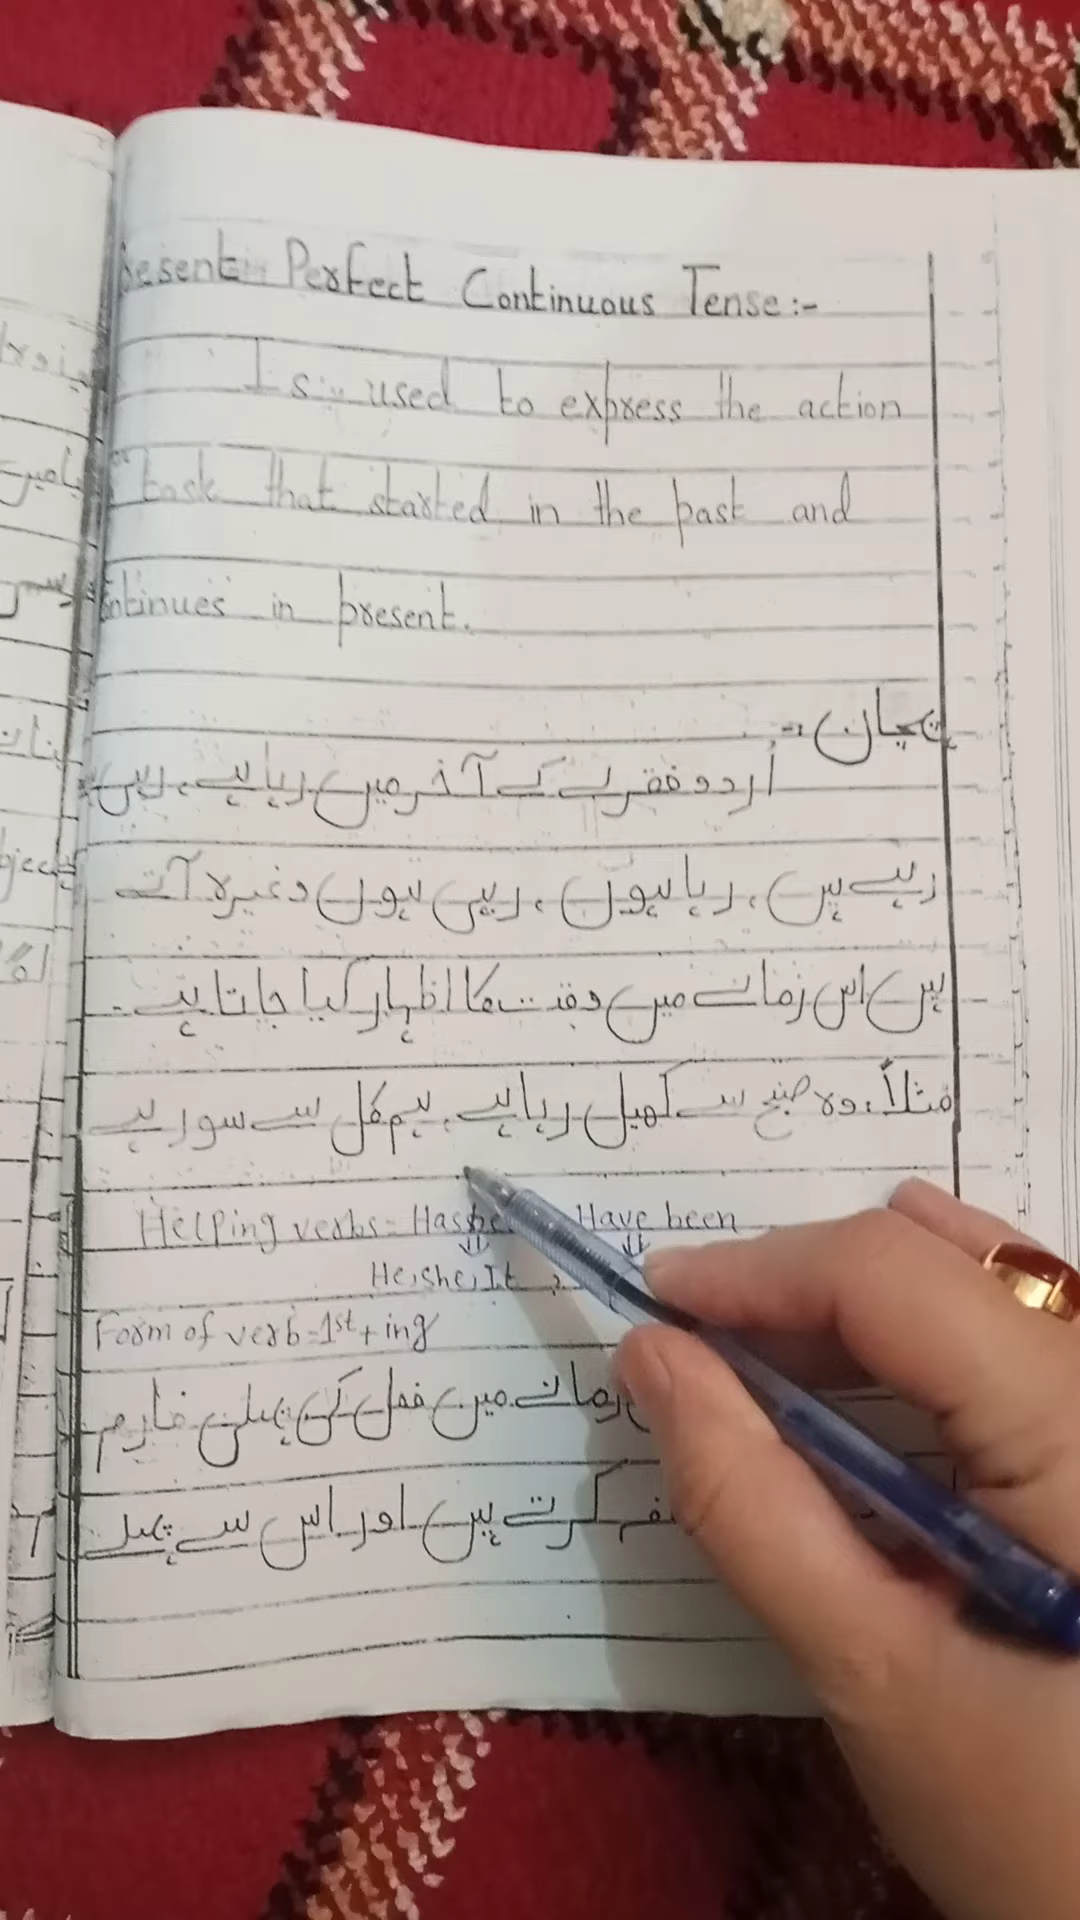 Present Perfect Continuous Tense:-
Is used to express the action
task that started in the past and
continues in present.
پہچان:-
اُردو فقرے کے آخر میں رہا ہے، رہی
رہے ہیں، رہا ہوں، رہی ہوں وغیرہ آتے
ہیں اس زمانے میں وقت کا اظہار کیا جاتا ہے۔
مثلاً، وہ صبح سے کھیل رہا ہے، ہم کل سے سو رہے
Helping verbs = Has Have been
He, she, It,
Form of verb = 1st + ing
زمانے میں فعل کی پہلی فارم
کرتے ہیں اور اس سے پہلے